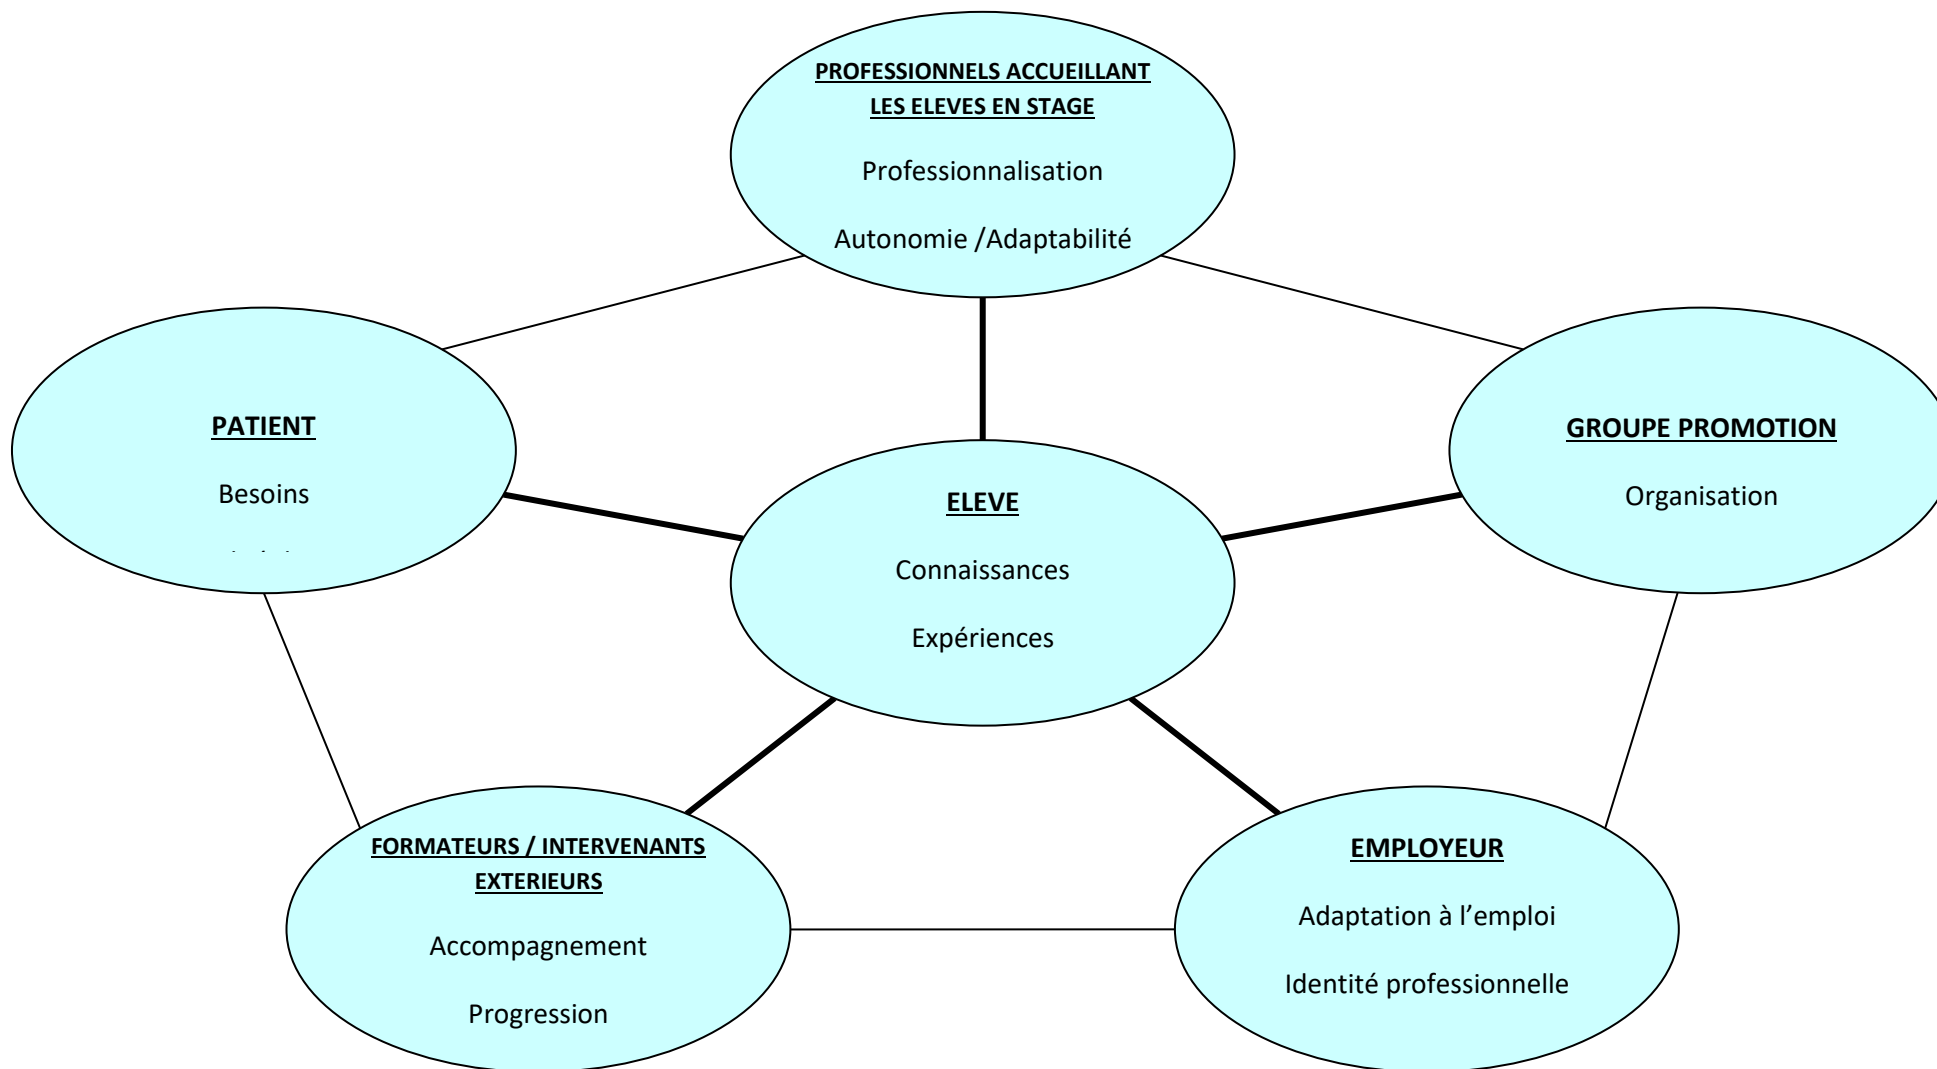 PROFESSIONNELS ACCUEILLANT
LES ELEVES EN STAGE
Professionnalisation
Autonomie /Adaptabilité
PATIENT
Besoins
GROUPE PROMOTION
Organisation
ELEVE
Connaissances
Expériences
FORMATEURS / INTERVENANTS
EXTERIEURS
Accompagnement
Progression
EMPLOYEUR
Adaptation à l’emploi
Identité professionnelle